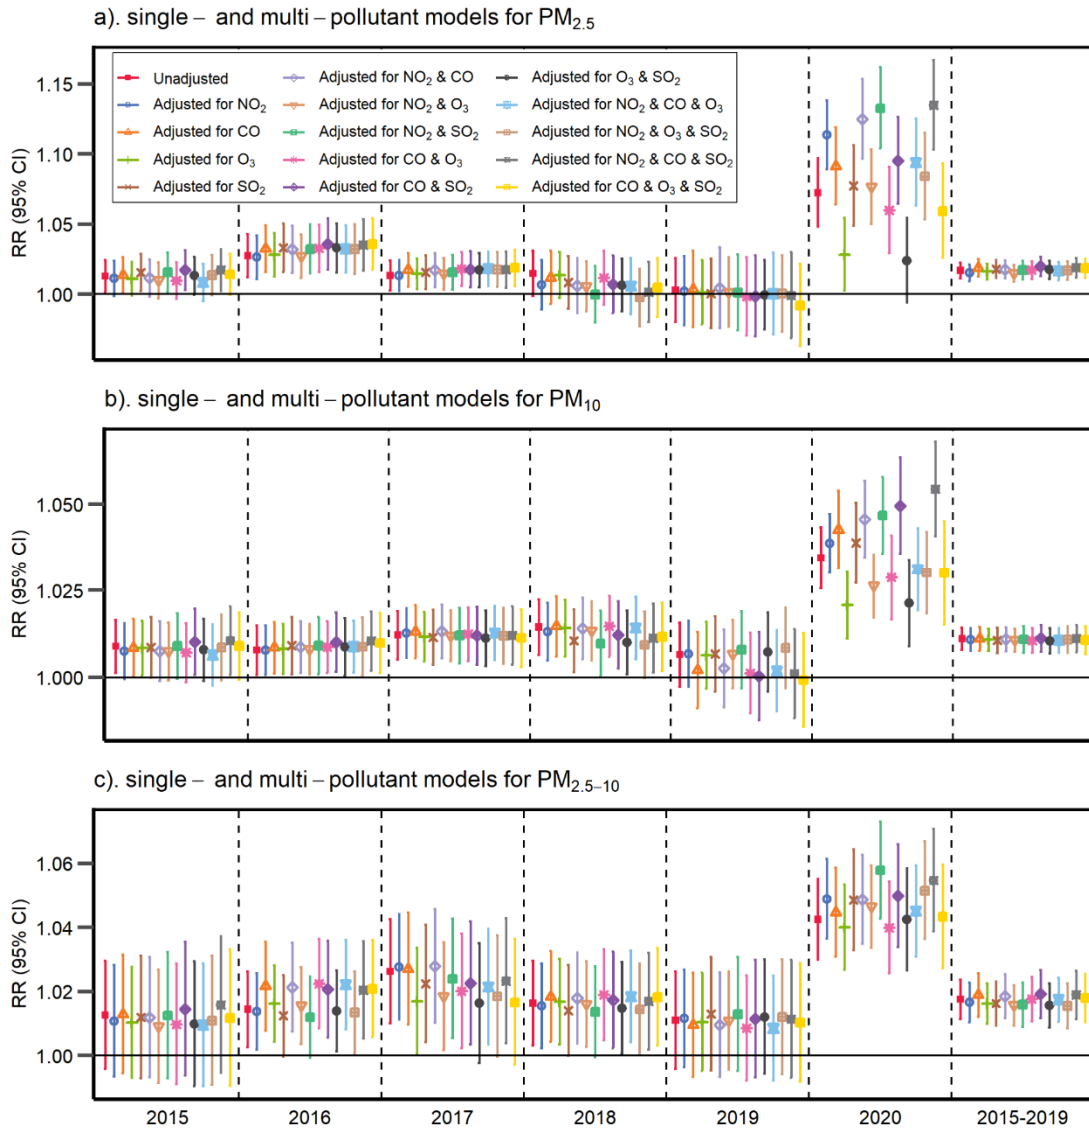 a). single – and multi – pollutant models for PM₂.₅
Unadjusted
Adjusted for NO₂
Adjusted for CO
Adjusted for O₃
Adjusted for SO₂
Adjusted for NO₂ & CO
Adjusted for NO₂ & O₃
Adjusted for NO₂ & SO₂
Adjusted for CO & O₃
Adjusted for CO & SO₂
Adjusted for O₃ & SO₂
Adjusted for NO₂ & CO & O₃
Adjusted for NO₂ & O₃ & SO₂
Adjusted for NO₂ & CO & SO₂
Adjusted for CO & O₃ & SO₂
RR (95% CI)
1.15
1.10
1.05
1.00
b). single – and multi – pollutant models for PM₁₀
RR (95% CI)
1.050
1.025
1.000
c). single – and multi – pollutant models for PM₂.₅₋₁₀
RR (95% CI)
1.06
1.04
1.02
1.00
2015 2016 2017 2018 2019 2020 2015-2019